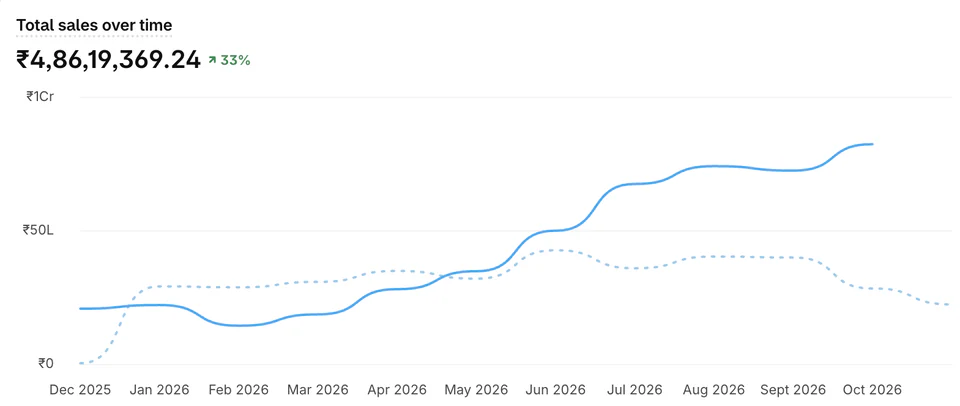 Total sales over time
₹4,86,19,369.24 ↗ 33%
₹1Cr
₹50L
₹0
Dec 2025 Jan 2026 Feb 2026 Mar 2026 Apr 2026 May 2026 Jun 2026 Jul 2026 Aug 2026 Sept 2026 Oct 2026